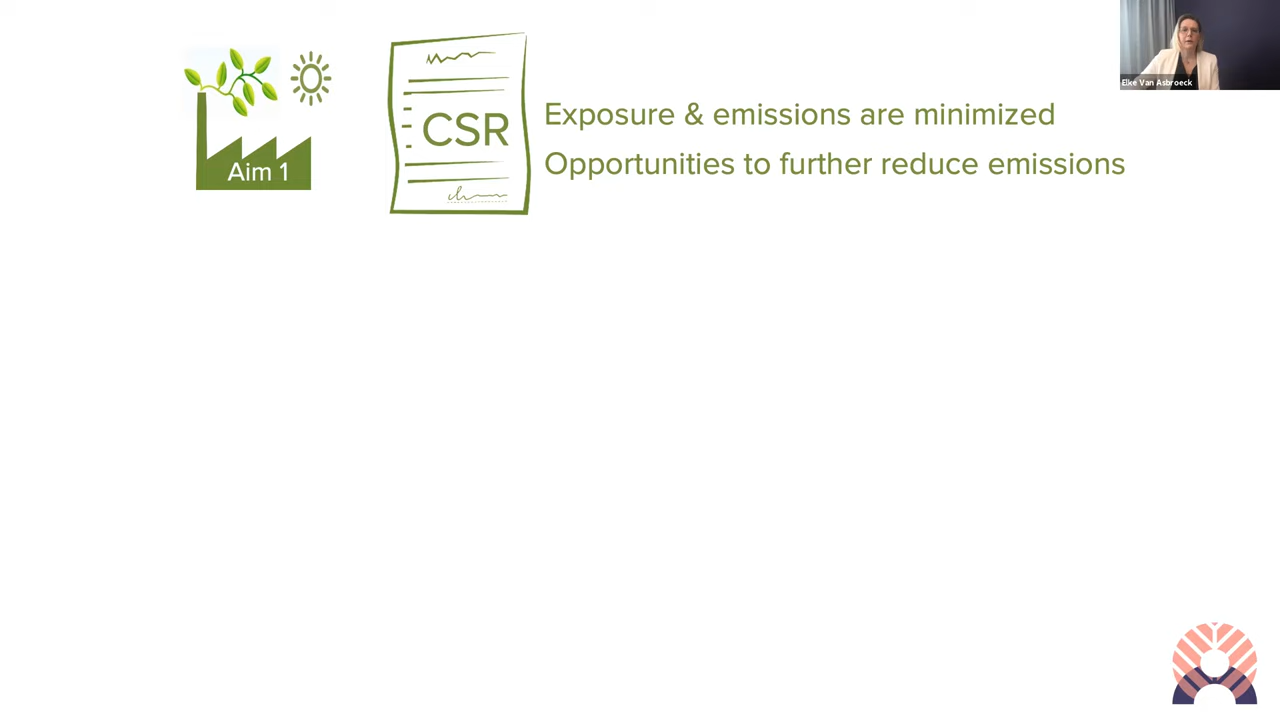 Elke Van Asbroeck
Aim 1
CSR
Exposure & emissions are minimized
Opportunities to further reduce emissions